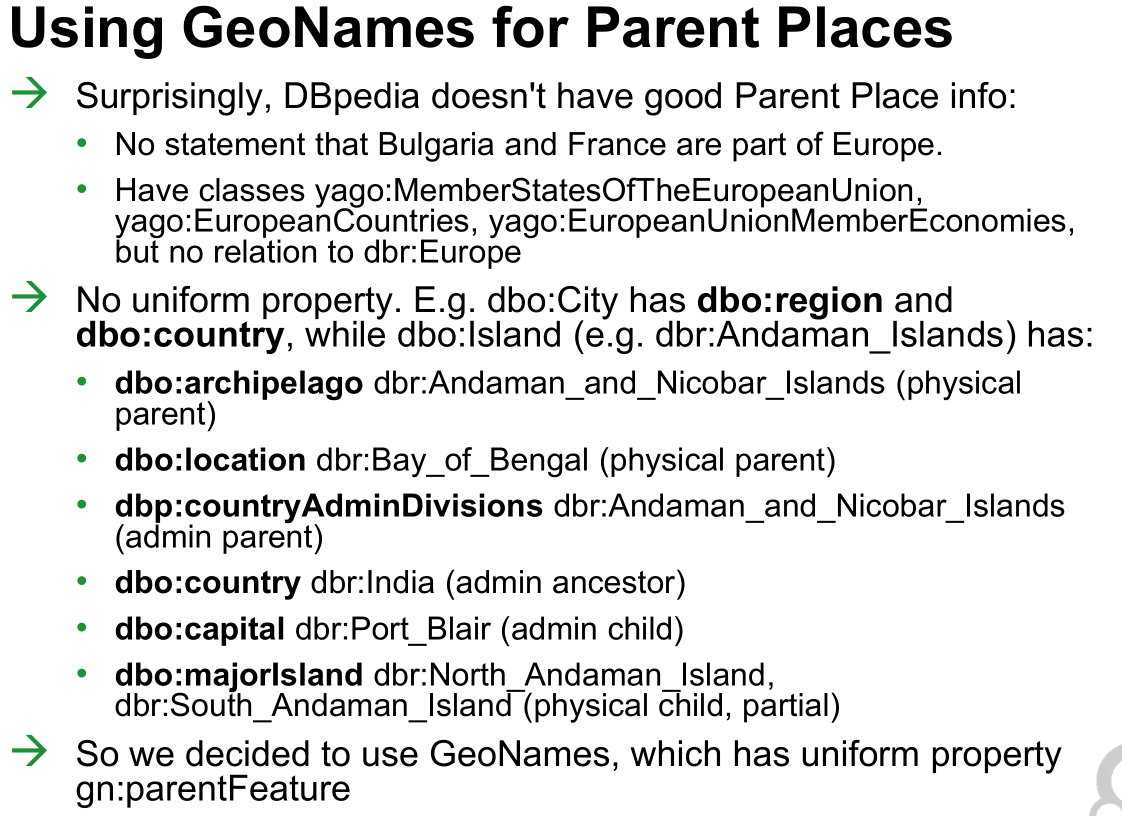 Using GeoNames for Parent Places
→ Surprisingly, DBpedia doesn't have good Parent Place info:
• No statement that Bulgaria and France are part of Europe.
• Have classes yago:MemberStatesOfTheEuropeanUnion,
yago:EuropeanCountries, yago:EuropeanUnionMemberEconomies,
but no relation to dbr:Europe
→ No uniform property. E.g. dbo:City has dbo:region and
dbo:country, while dbo:Island (e.g. dbr:Andaman_Islands) has:
• dbo:archipelago dbr:Andaman_and_Nicobar_Islands (physical
parent)
• dbo:location dbr:Bay_of_Bengal (physical parent)
• dbp:countryAdminDivisions dbr:Andaman_and_Nicobar_Islands
(admin parent)
• dbo:country dbr:India (admin ancestor)
• dbo:capital dbr:Port_Blair (admin child)
• dbo:majorIsland dbr:North_Andaman_Island,
dbr:South_Andaman_Island (physical child, partial)
→ So we decided to use GeoNames, which has uniform property
gn:parentFeature